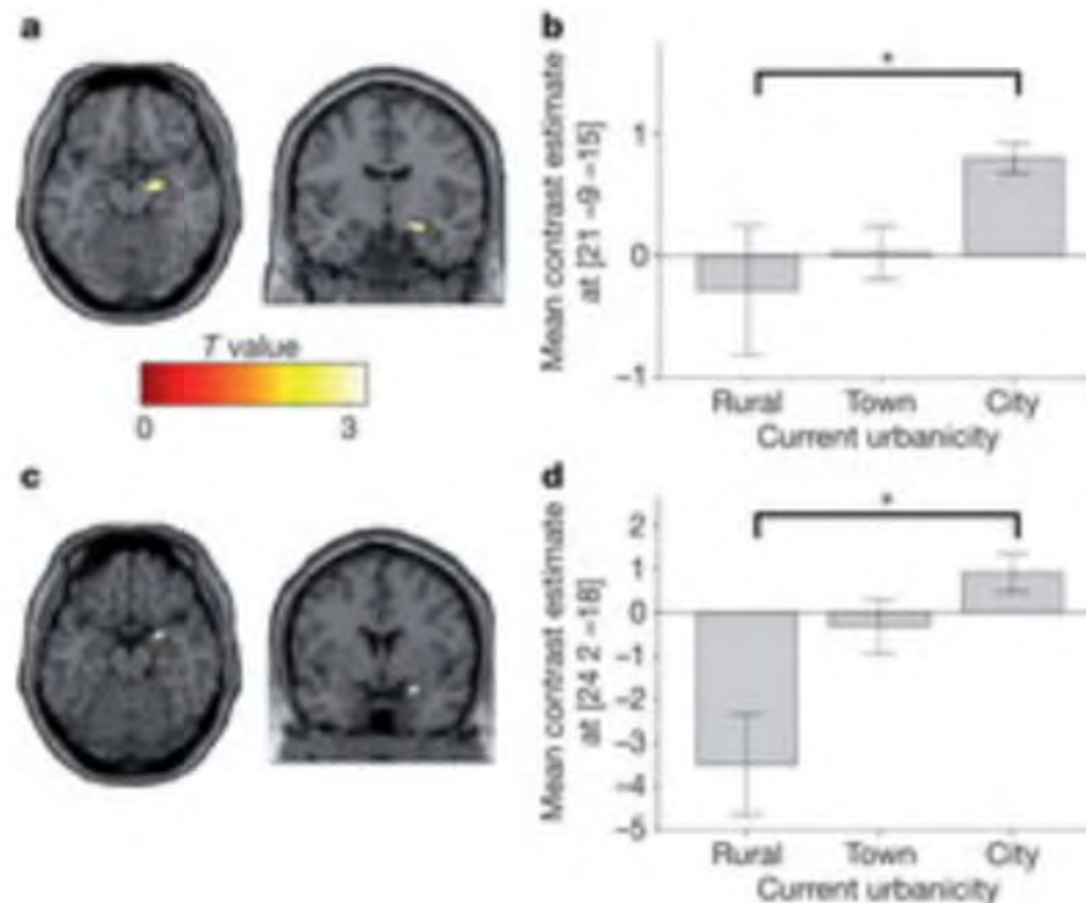 a
T value
0 3
b
Mean contrast estimate
at [21 –9 –15]
*
1
0
–1
Rural Town City
Current urbanicity
c
d
Mean contrast estimate
at [24 2 –18]
*
2
1
0
–1
–2
–3
–4
–5
Rural Town City
Current urbanicity